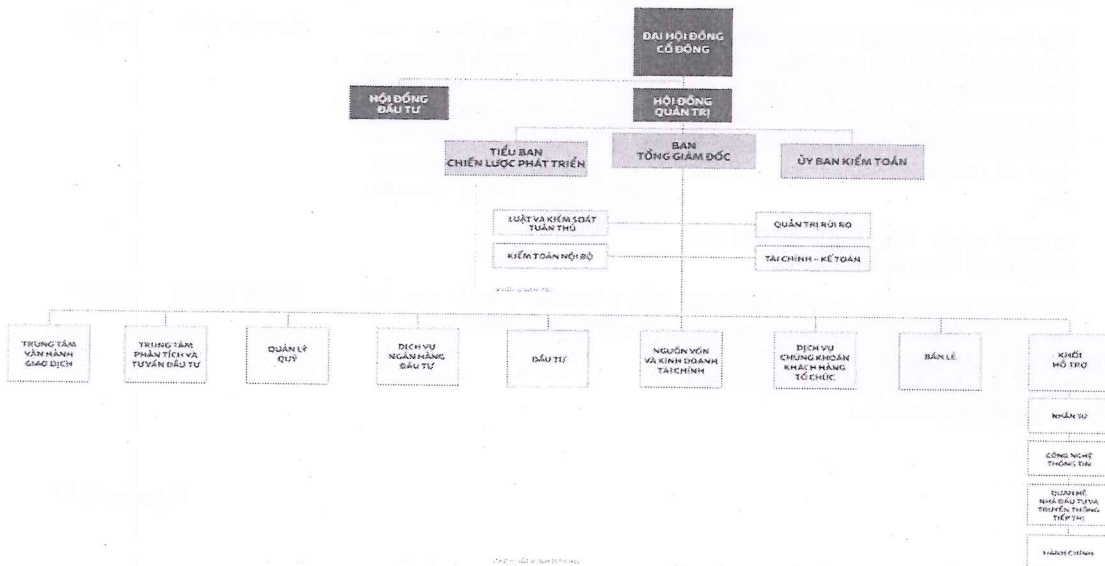 ĐẠI HỘI ĐỒNG
CỔ ĐÔNG
HỘI ĐỒNG
ĐẦU TƯ
HỘI ĐỒNG
QUẢN TRỊ
TIỂU BAN
CHIẾN LƯỢC PHÁT TRIỂN
BAN
TỔNG GIÁM ĐỐC
ỦY BAN KIỂM TOÁN
LUẬT VÀ KIỂM SOÁT
TUÂN THỦ
QUẢN TRỊ RỦI RO
KIỂM TOÁN NỘI BỘ
TÀI CHÍNH – KẾ TOÁN
KHỐI QUẢN TRỊ
TRUNG TÂM
VẬN HÀNH
GIAO DỊCH
TRUNG TÂM
PHÂN TÍCH VÀ
TƯ VẤN ĐẦU TƯ
QUẢN LÝ
QUỸ
DỊCH VỤ
NGÂN HÀNG
ĐẦU TƯ
ĐẦU TƯ
NGUỒN VỐN
VÀ KINH DOANH
TÀI CHÍNH
DỊCH VỤ
CHỨNG KHOÁN
KHÁCH HÀNG
TỔ CHỨC
BÁN LẺ
KHỐI
HỖ TRỢ
NHÂN SỰ
CÔNG NGHỆ
THÔNG TIN
QUAN HỆ
NHÀ ĐẦU TƯ VÀ
TRUYỀN THÔNG
TIẾP THỊ
HÀNH CHÍNH